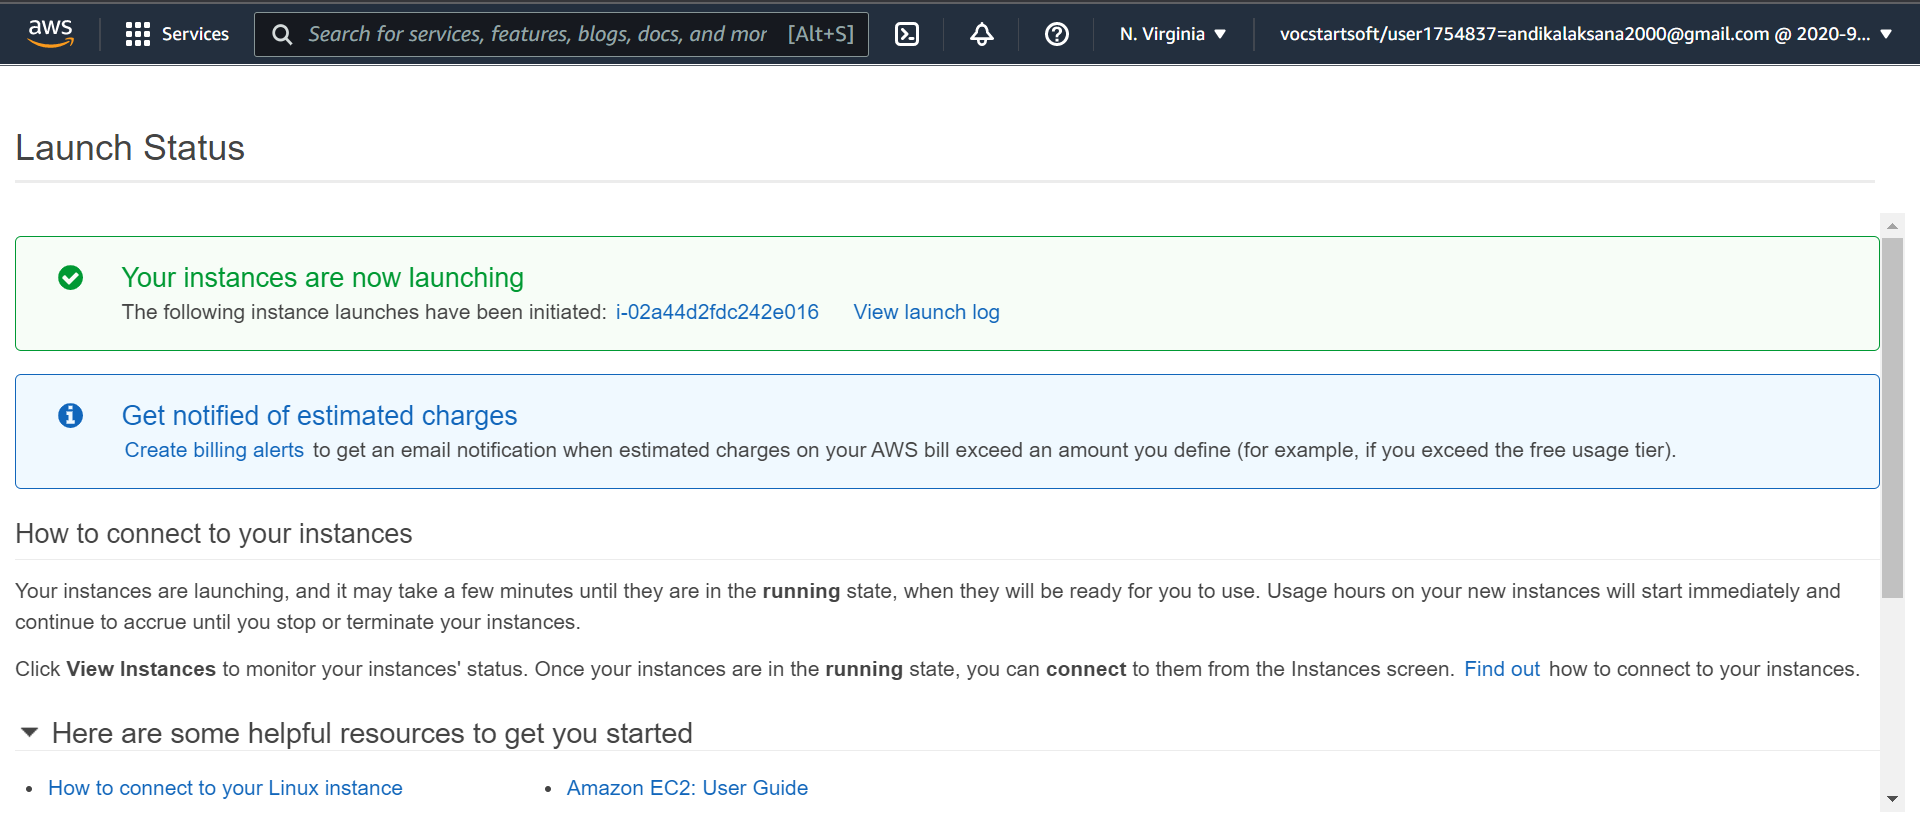 aws Services Search for services, features, blogs, docs, and mor [Alt+S] N. Virginia vocstartsoft/user1754837=andikalaksana2000@gmail.com @ 2020-9...
Launch Status
Your instances are now launching
The following instance launches have been initiated: i-02a44d2fdc242e016 View launch log
Get notified of estimated charges
Create billing alerts to get an email notification when estimated charges on your AWS bill exceed an amount you define (for example, if you exceed the free usage tier).
How to connect to your instances
Your instances are launching, and it may take a few minutes until they are in the running state, when they will be ready for you to use. Usage hours on your new instances will start immediately and
continue to accrue until you stop or terminate your instances.
Click View Instances to monitor your instances' status. Once your instances are in the running state, you can connect to them from the Instances screen. Find out how to connect to your instances.
Here are some helpful resources to get you started
• How to connect to your Linux instance • Amazon EC2: User Guide